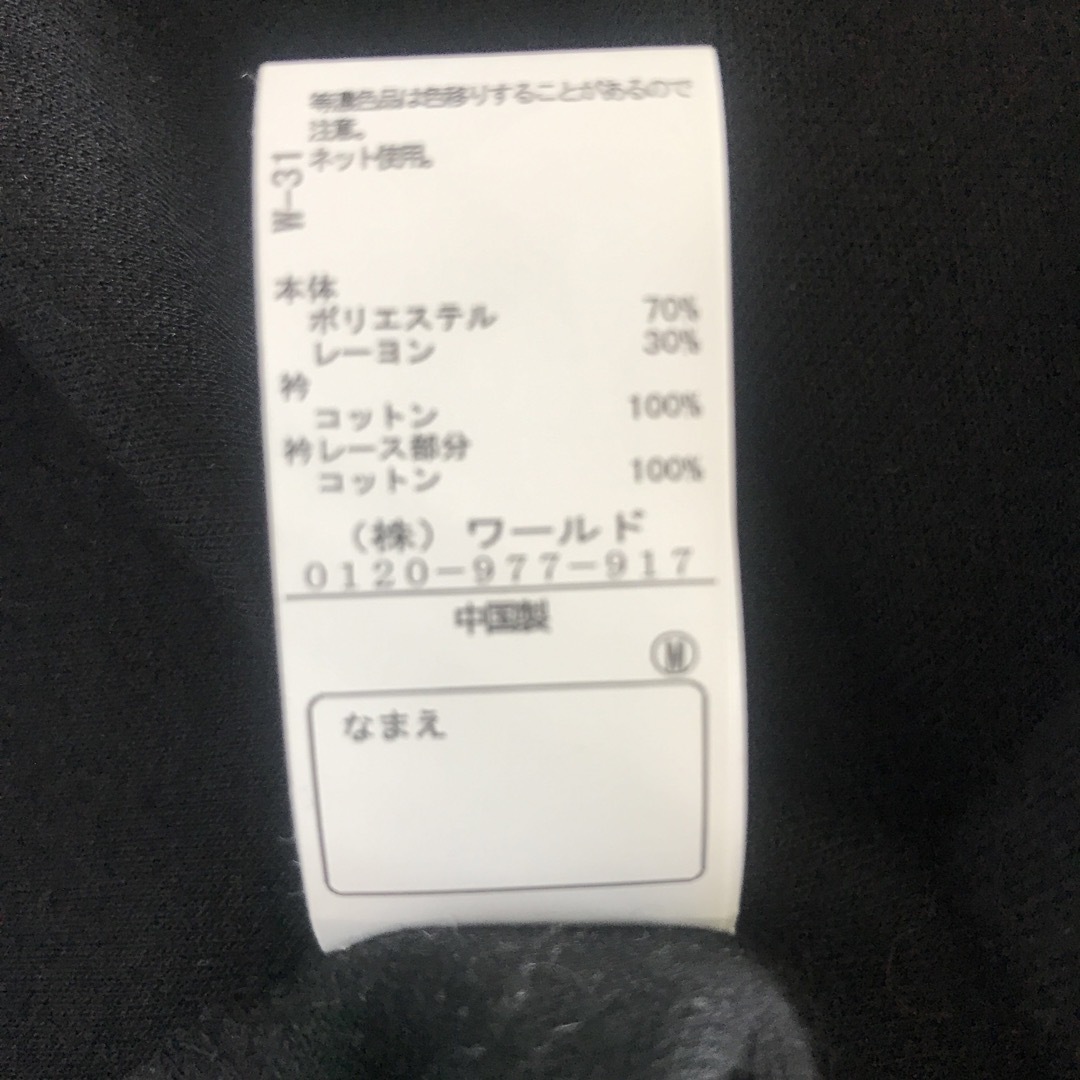 特濃色品は色移りすることがあるので
注意。
ネット使用。
W-31
本体
ポリエステル 70%
レーヨン 30%
衿
コットン 100%
衿レース部分
コットン 100%
（株）ワールド
0120-977-917
中国製
Ⓜ
なまえ